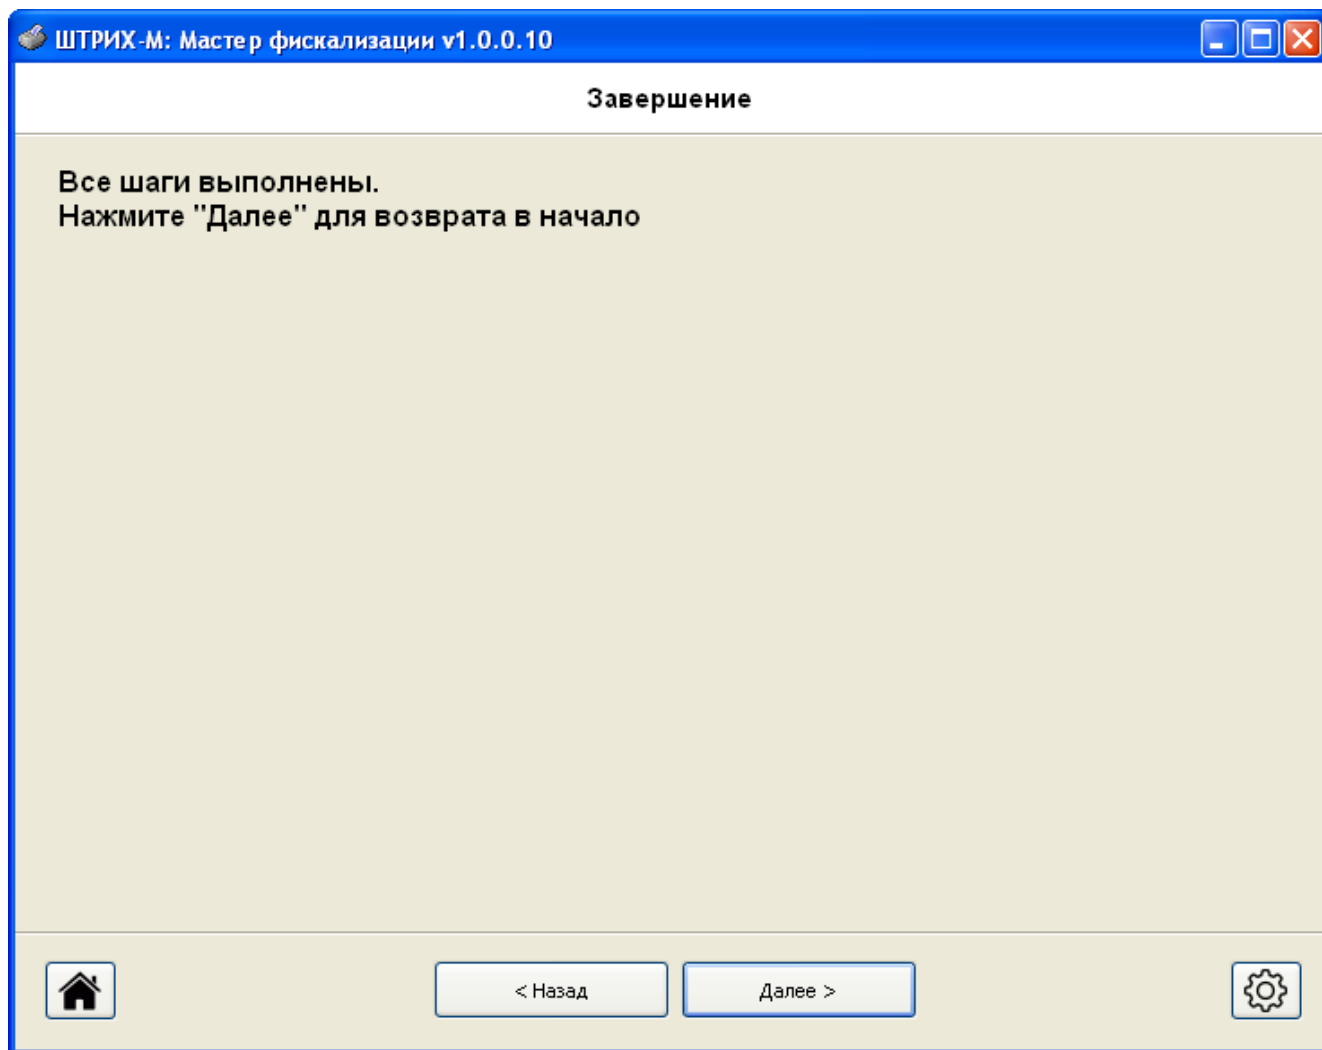 ШТРИХ-М: Мастер фискализации v1.0.0.10
Завершение
Все шаги выполнены.
Нажмите "Далее" для возврата в начало
< Назад
Далее >